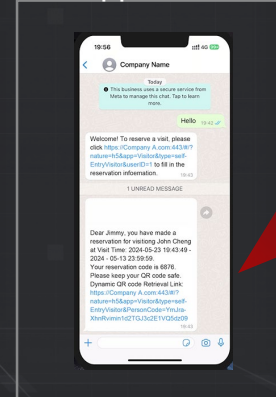 19:56
4G
Company Name
Today
This business uses a secure service from
Meta to manage this chat. Tap to learn
more.
Hello 19:42
Welcome! To reserve a visit, please
click https://Company A.com:443/#/?
nature=h5&app=Visitor&type=self-
EntryVisitor&userID=1 to fill in the
reservation infoemation.
19:43
1 UNREAD MESSAGE
Dear Jimmy, you have made a
reservation for visitiong John Cheng
at Visit Time: 2024-05-23 19:43:49 -
2024 - 05-13 23:59:59.
Your reservation code is 6876.
Please keep your QR code safe.
Dynamic QR code Retrieval Link:
https://Company A.com:443/#/?
nature=h5&app=Visitor&type=self-
EntryVisitor&PersonCode=YmJra-
XhnRvimin1d2TGJ3c2E1VQ5dz09
19:43